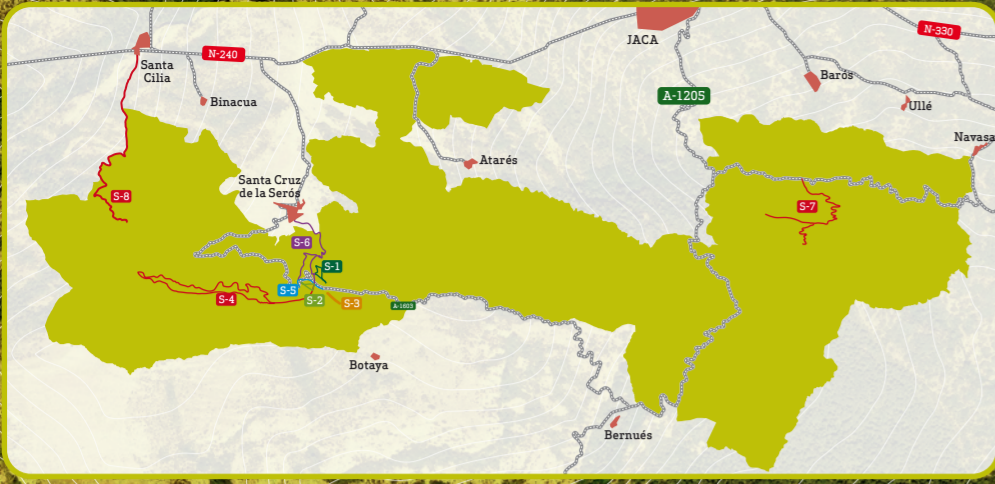 JACA
N-330
Santa
Cilia
N-240
Barós
Binacua
A-1205
Ullé
Navasa
Atarés
Santa Cruz
de la Serós
S-8
S-7
S-6
S-1
S-5
S-4
S-2
S-3
A-1603
Botaya
Bernués